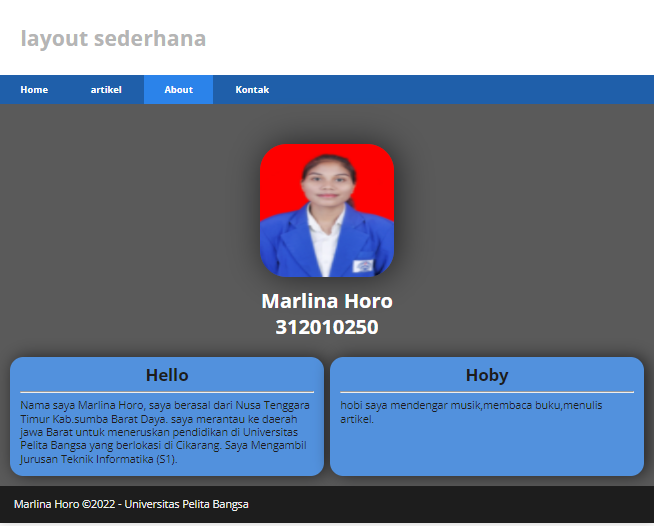 layout sederhana
Home artikel About Kontak
Marlina Horo
312010250
Hello
Nama saya Marlina Horo, saya berasal dari Nusa Tenggara
Timur Kab.sumba Barat Daya. saya merantau ke daerah
jawa Barat untuk meneruskan pendidikan di Universitas
Pelita Bangsa yang berlokasi di Cikarang. Saya Mengambil
Jurusan Teknik Informatika (S1).
Hoby
hobi saya mendengar musik,membaca buku,menulis
artikel.
Marlina Horo ©2022 - Universitas Pelita Bangsa